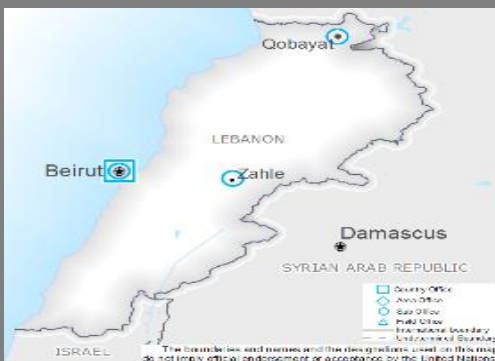 Qobayat
LEBANON
Beirut
Zahle
Damascus
SYRIAN ARAB REPUBLIC
Country Office
Area Office
Sub Office
Field Office
International boundary
Undetermined Boundary
ISRAEL
The boundaries and names and the designations used on this map
do not imply official endorsement or acceptance by the United Nations